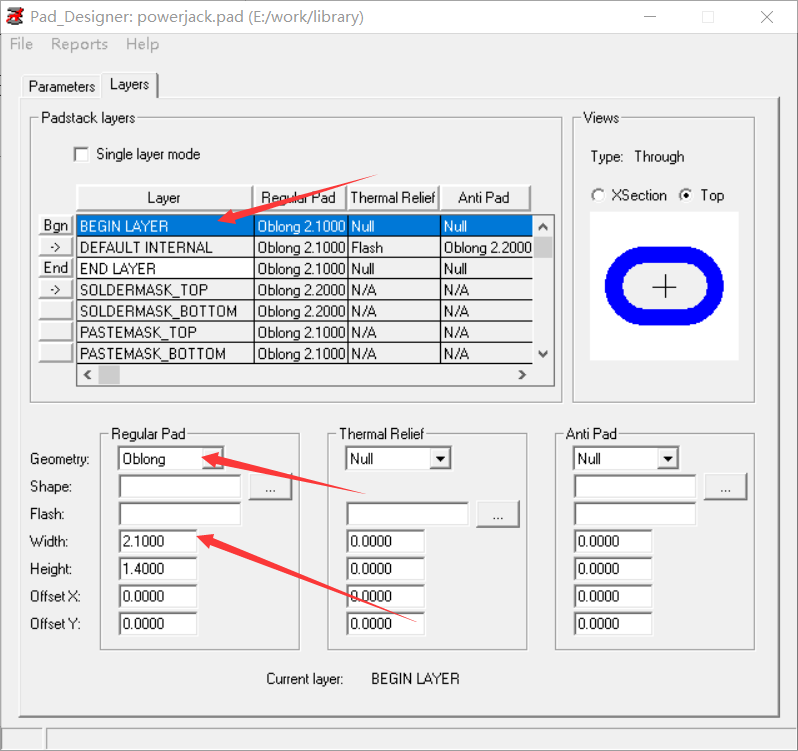 Pad_Designer: powerjack.pad (E:/work/library)
File Reports Help
Parameters Layers
Padstack layers
Single layer mode
Layer Regular Pad Thermal Relief Anti Pad
Bgn BEGIN LAYER Oblong 2.1000 Null Null
-> DEFAULT INTERNAL Oblong 2.1000 Flash Oblong 2.2000
End END LAYER Oblong 2.1000 Null Null
-> SOLDERMASK_TOP Oblong 2.2000 N/A N/A
SOLDERMASK_BOTTOM Oblong 2.2000 N/A N/A
PASTEMASK_TOP Oblong 2.1000 N/A N/A
PASTEMASK_BOTTOM Oblong 2.1000 N/A N/A
Views
Type: Through
XSection Top
Regular Pad Thermal Relief Anti Pad
Geometry: Oblong Null Null
Shape: ... ...
Flash: ...
Width: 2.1000 0.0000 0.0000
Height: 1.4000 0.0000 0.0000
Offset X: 0.0000 0.0000 0.0000
Offset Y: 0.0000 0.0000 0.0000
Current layer: BEGIN LAYER